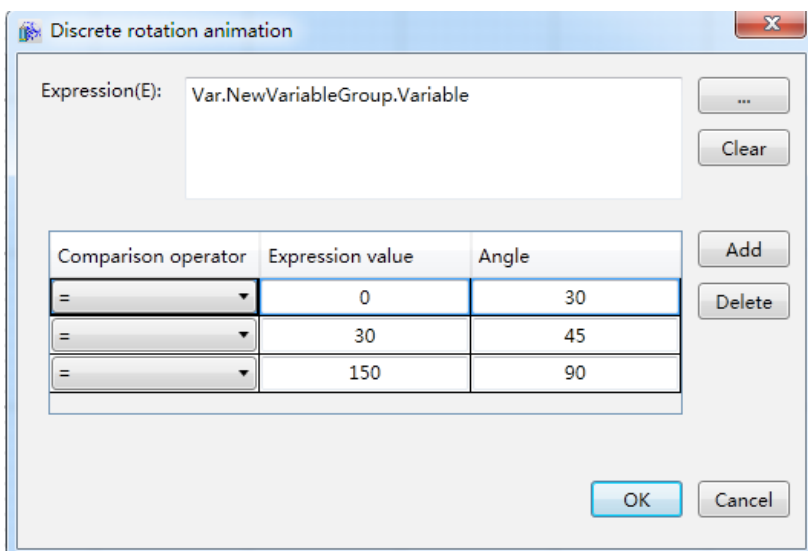 Discrete rotation animation
Expression(E): Var.NewVariableGroup.Variable ...
Clear
Comparison operator Expression value Angle Add
= 0 30 Delete
= 30 45
= 150 90
OK Cancel